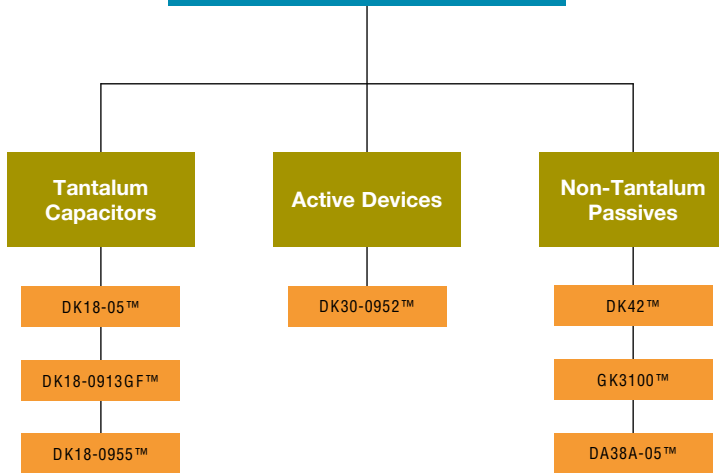 Tantalum
Capacitors
Active Devices
Non-Tantalum
Passives
DK18-05™
DK30-0952™
DK42™
DK18-0913GF™
GK3100™
DK18-0955™
DA38A-05™